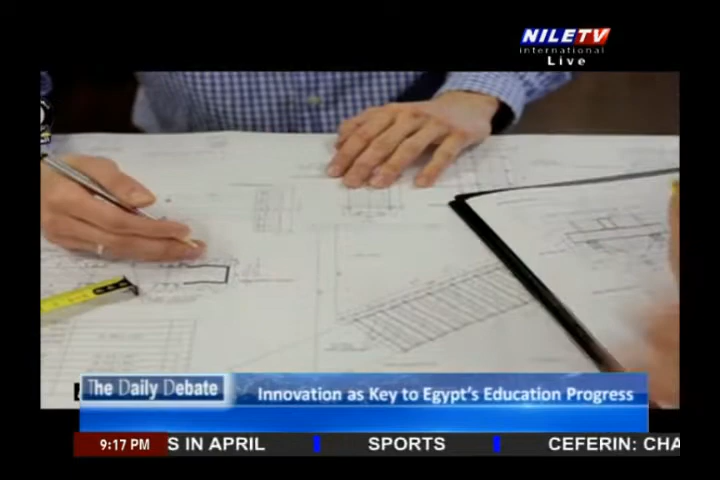 NILETV
international
Live
The Daily Debate
Innovation as Key to Egypt's Education Progress
9:17 PM
S IN APRIL
SPORTS
CEFERIN: CHA